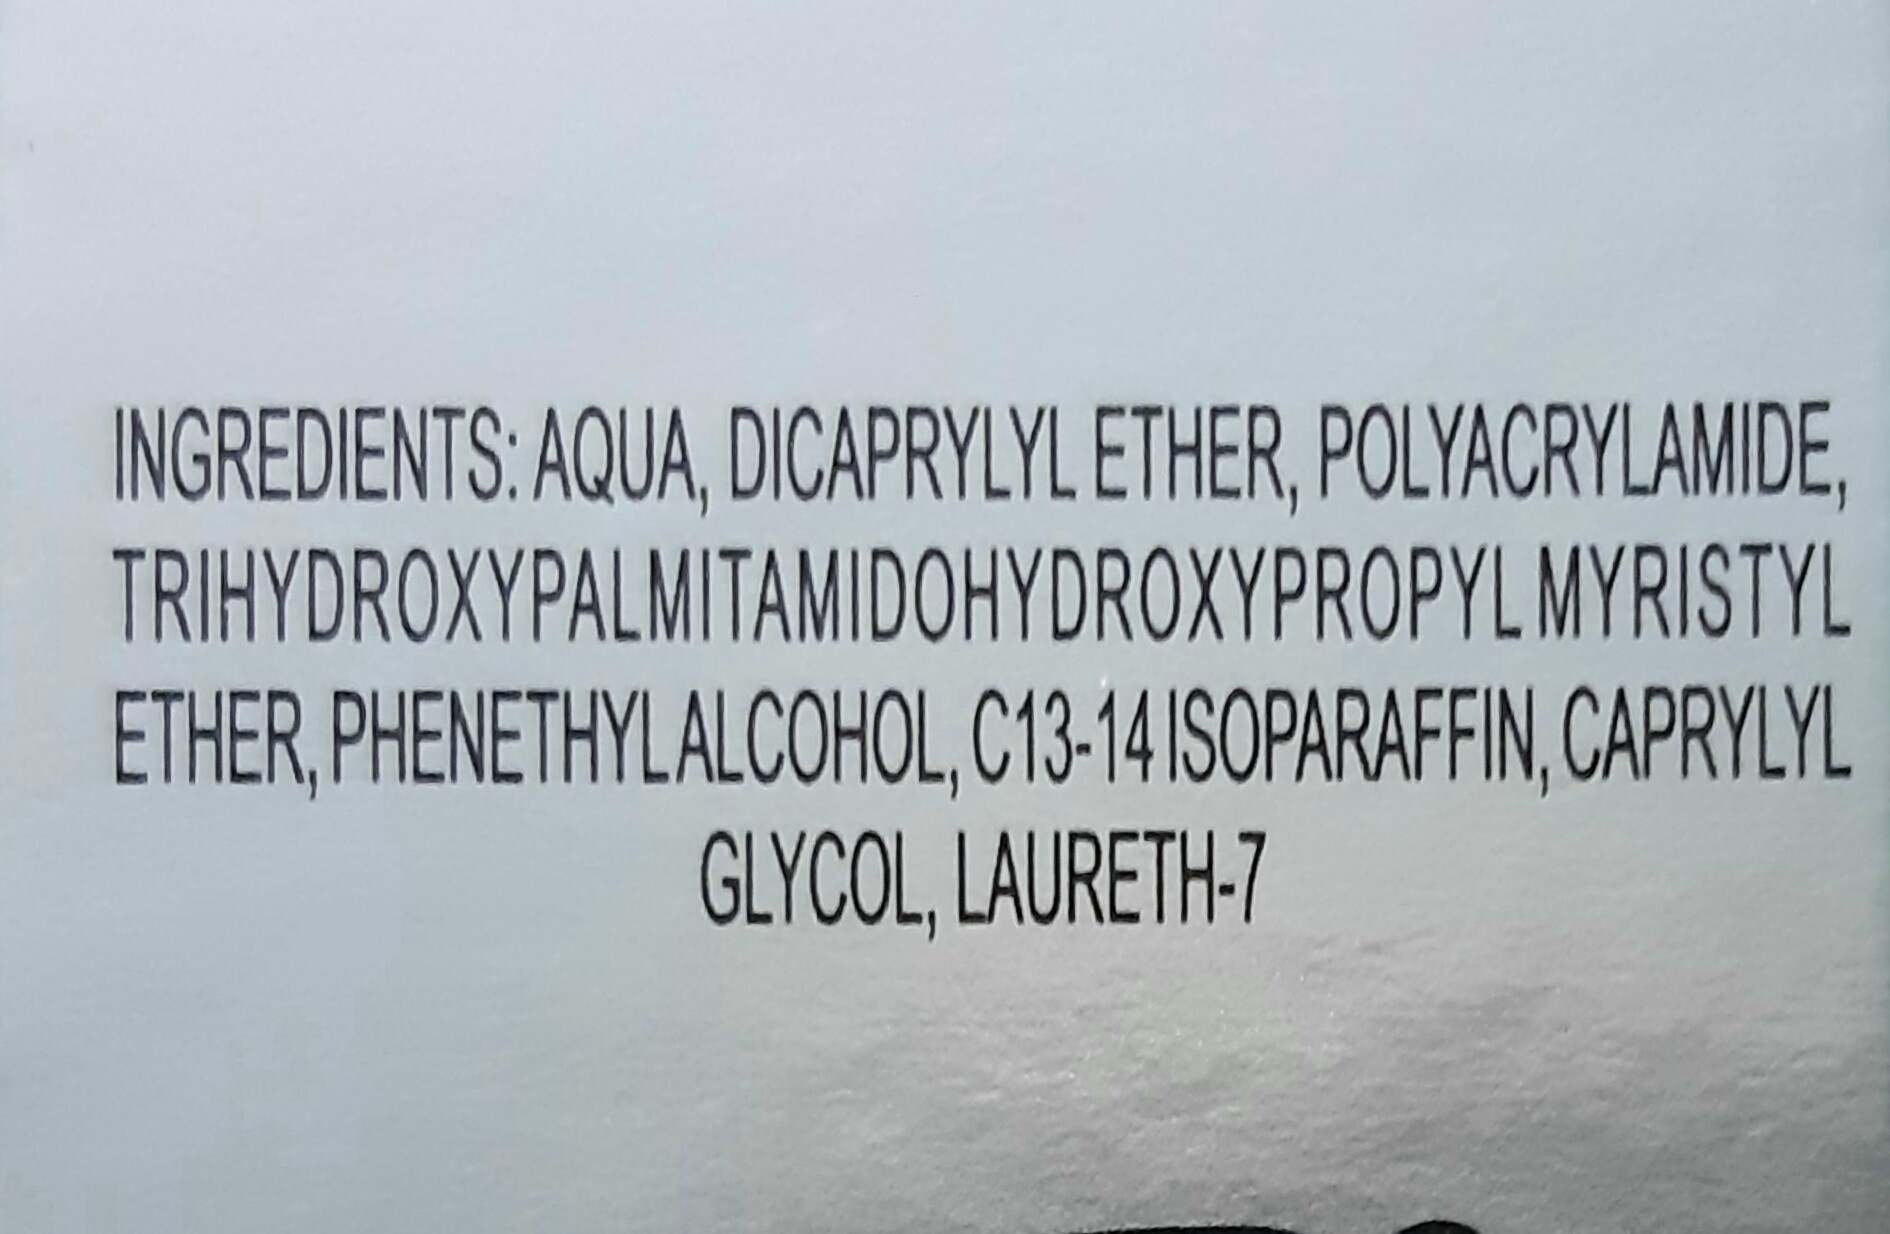 INGREDIENTS: AQUA, DICAPRYLYL ETHER, POLYACRYLAMIDE,
TRIHYDROXYPALMITAMIDOHYDROXYPROPYL MYRISTYL
ETHER, PHENETHYL ALCOHOL, C13-14 ISOPARAFFIN, CAPRYLYL
GLYCOL, LAURETH-7